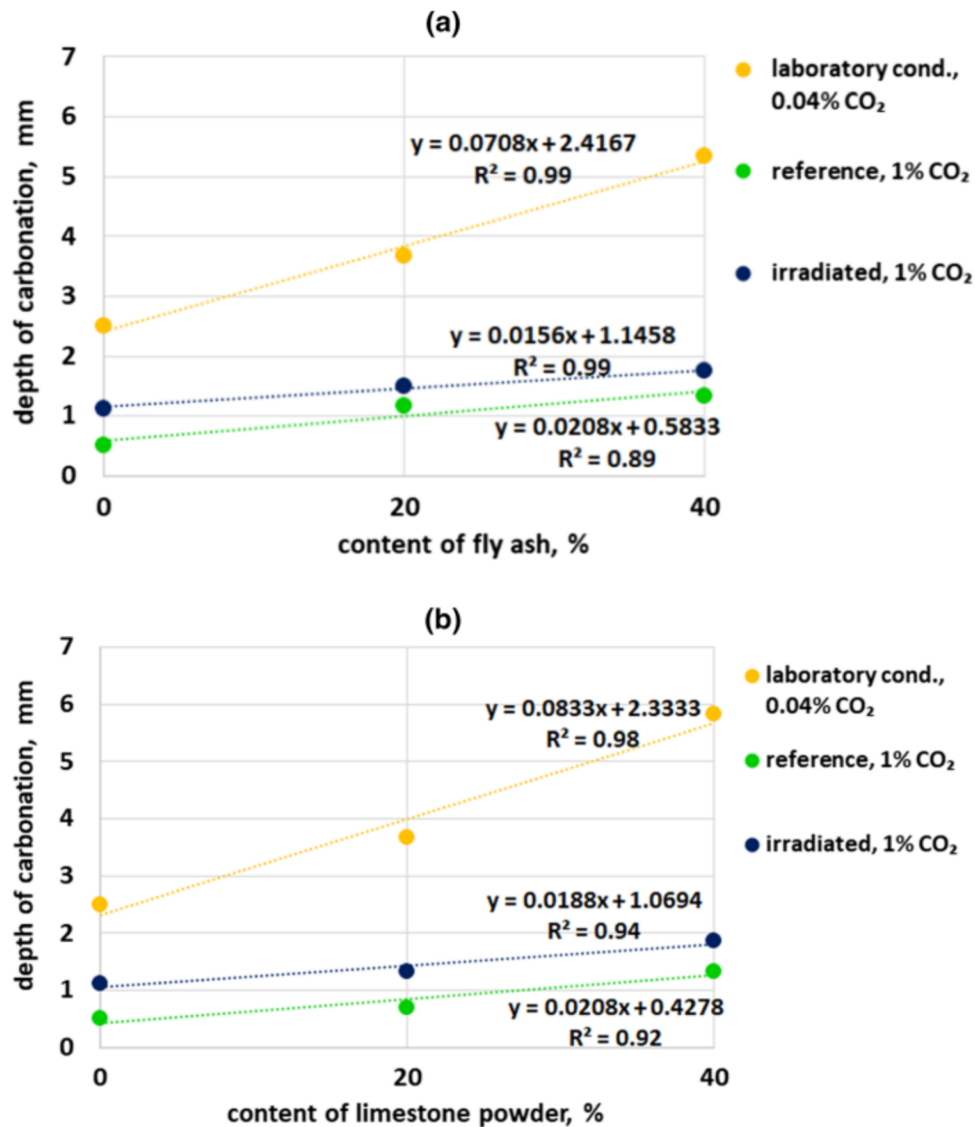 (a)
7
6
5
4
3
2
1
0
depth of carbonation, mm
y = 0.0708x + 2.4167
R² = 0.99
y = 0.0156x + 1.1458
R² = 0.99
y = 0.0208x + 0.5833
R² = 0.89
0 20 40
content of fly ash, %
laboratory cond.,
0.04% CO₂
reference, 1% CO₂
irradiated, 1% CO₂
(b)
7
6
5
4
3
2
1
0
depth of carbonation, mm
y = 0.0833x + 2.3333
R² = 0.98
y = 0.0188x + 1.0694
R² = 0.94
y = 0.0208x + 0.4278
R² = 0.92
0 20 40
content of limestone powder, %
laboratory cond.,
0.04% CO₂
reference, 1% CO₂
irradiated, 1% CO₂